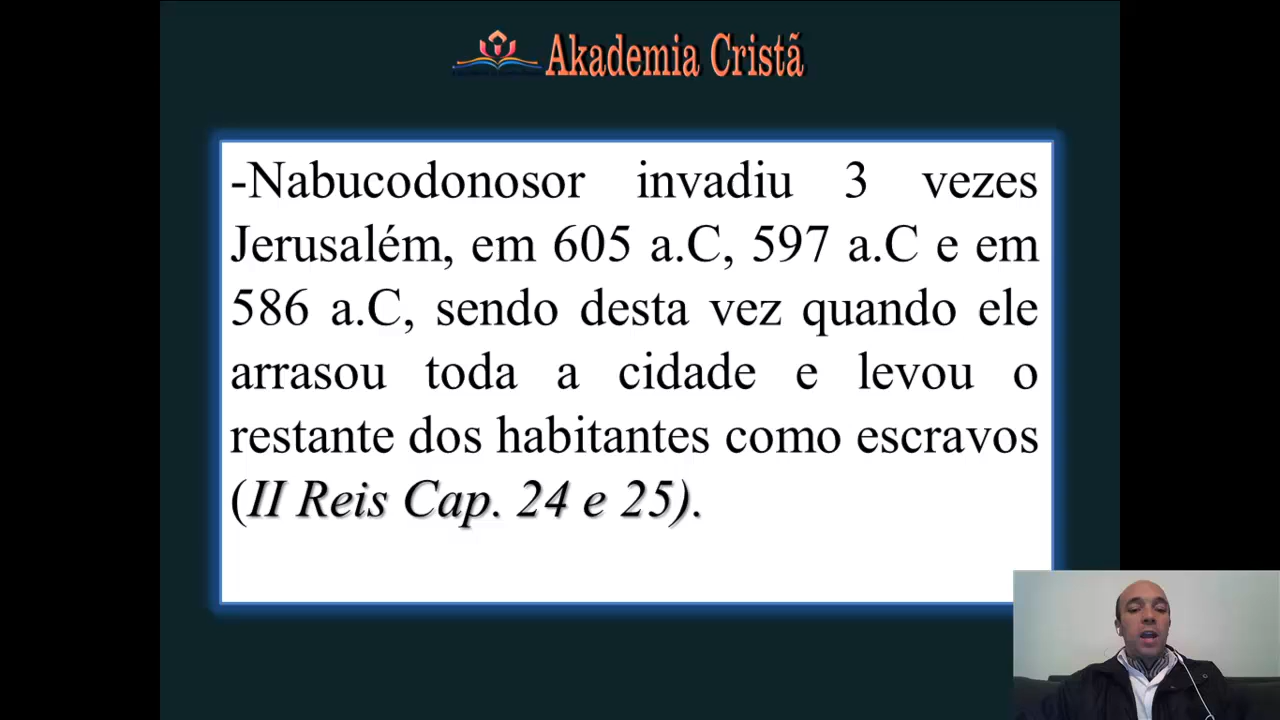 Akademia Cristã
-Nabucodonosor invadiu 3 vezes
Jerusalém, em 605 a.C, 597 a.C e em
586 a.C, sendo desta vez quando ele
arrasou toda a cidade e levou o
restante dos habitantes como escravos
(II Reis Cap. 24 e 25).